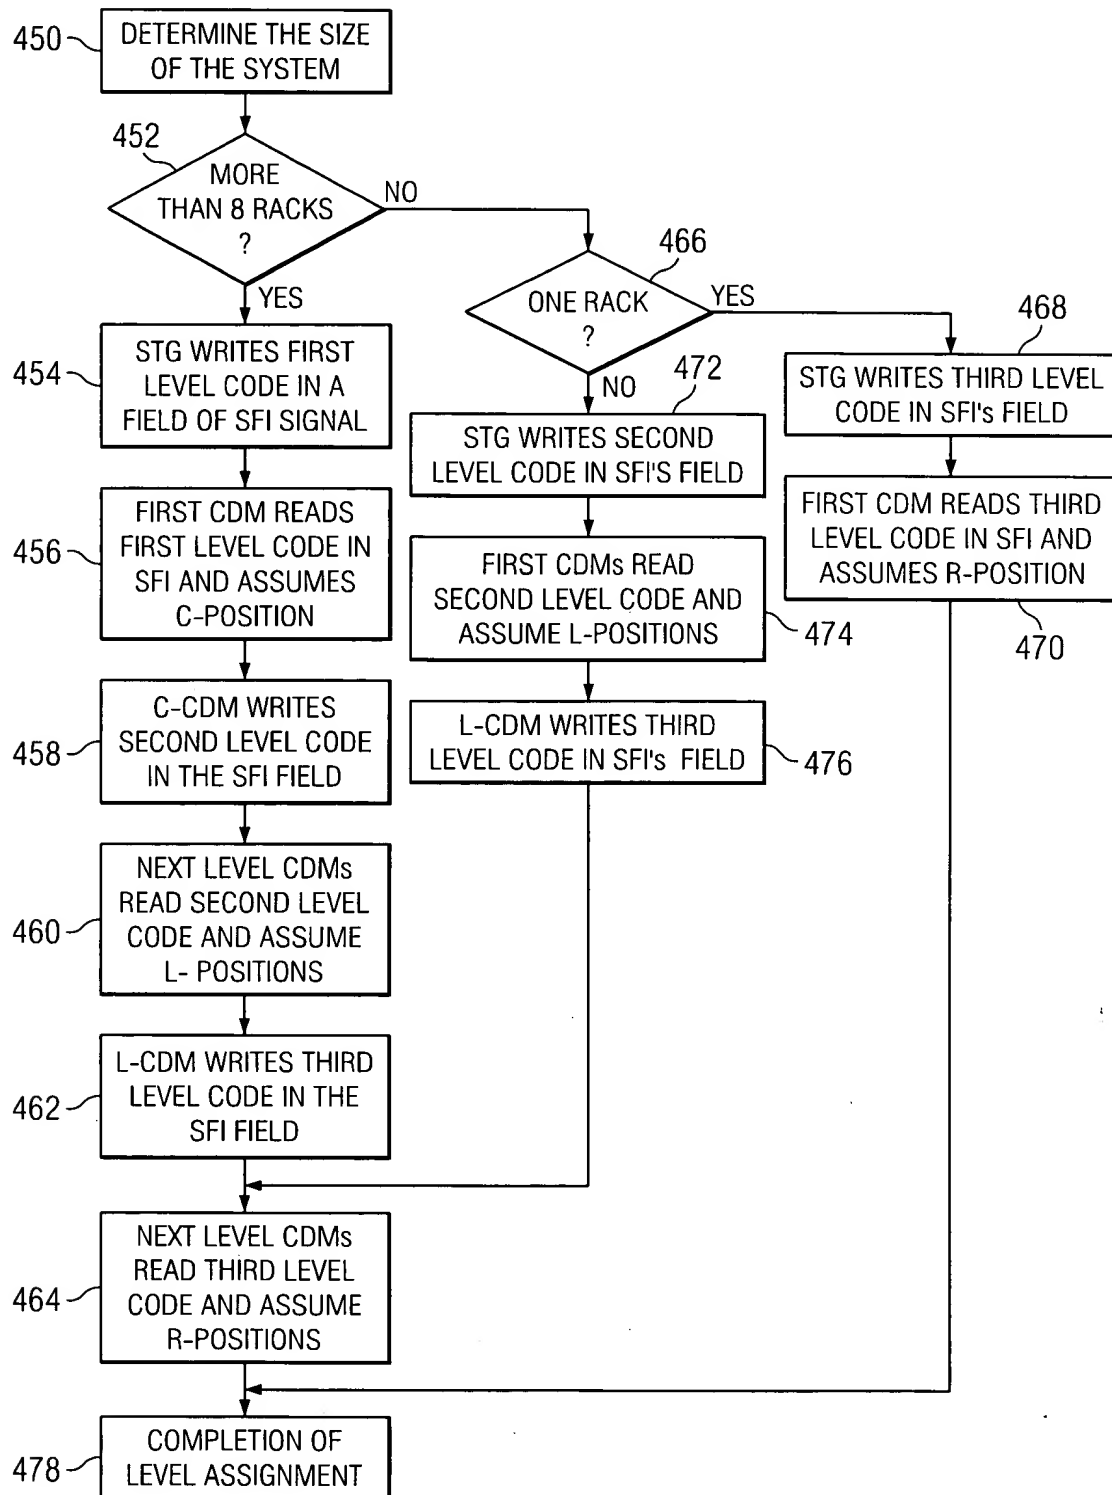 450
DETERMINE THE SIZE
OF THE SYSTEM
452
MORE
THAN 8 RACKS
?
NO
YES
466
ONE RACK
?
YES
NO
454
STG WRITES FIRST
LEVEL CODE IN A
FIELD OF SFI SIGNAL
472
STG WRITES SECOND
LEVEL CODE IN SFI'S FIELD
468
STG WRITES THIRD LEVEL
CODE IN SFI's FIELD
456
FIRST CDM READS
FIRST LEVEL CODE IN
SFI AND ASSUMES
C-POSITION
FIRST CDMs READ
SECOND LEVEL CODE AND
ASSUME L-POSITIONS
474
FIRST CDM READS THIRD
LEVEL CODE IN SFI AND
ASSUMES R-POSITION
470
458
C-CDM WRITES
SECOND LEVEL CODE
IN THE SFI FIELD
L-CDM WRITES THIRD
LEVEL CODE IN SFI's FIELD
476
460
NEXT LEVEL CDMs
READ SECOND LEVEL
CODE AND ASSUME
L- POSITIONS
462
L-CDM WRITES THIRD
LEVEL CODE IN THE
SFI FIELD
464
NEXT LEVEL CDMs
READ THIRD LEVEL
CODE AND ASSUME
R-POSITIONS
478
COMPLETION OF
LEVEL ASSIGNMENT